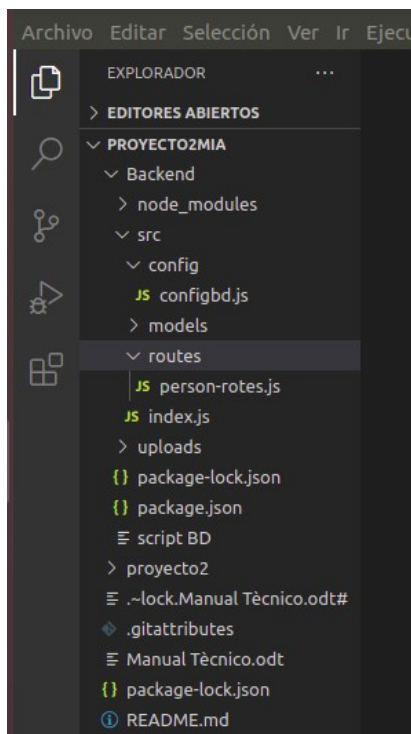 Archivo Editar Selección Ver Ir Ejecu
EXPLORADOR ...
EDITORES ABIERTOS
PROYECTO2MIA
Backend
node_modules
src
config
JS configbd.js
models
routes
JS person-rotes.js
JS index.js
uploads
{} package-lock.json
{} package.json
script BD
proyecto2
.~lock.Manual Tècnico.odt#
.gitattributes
Manual Tècnico.odt
{} package-lock.json
README.md